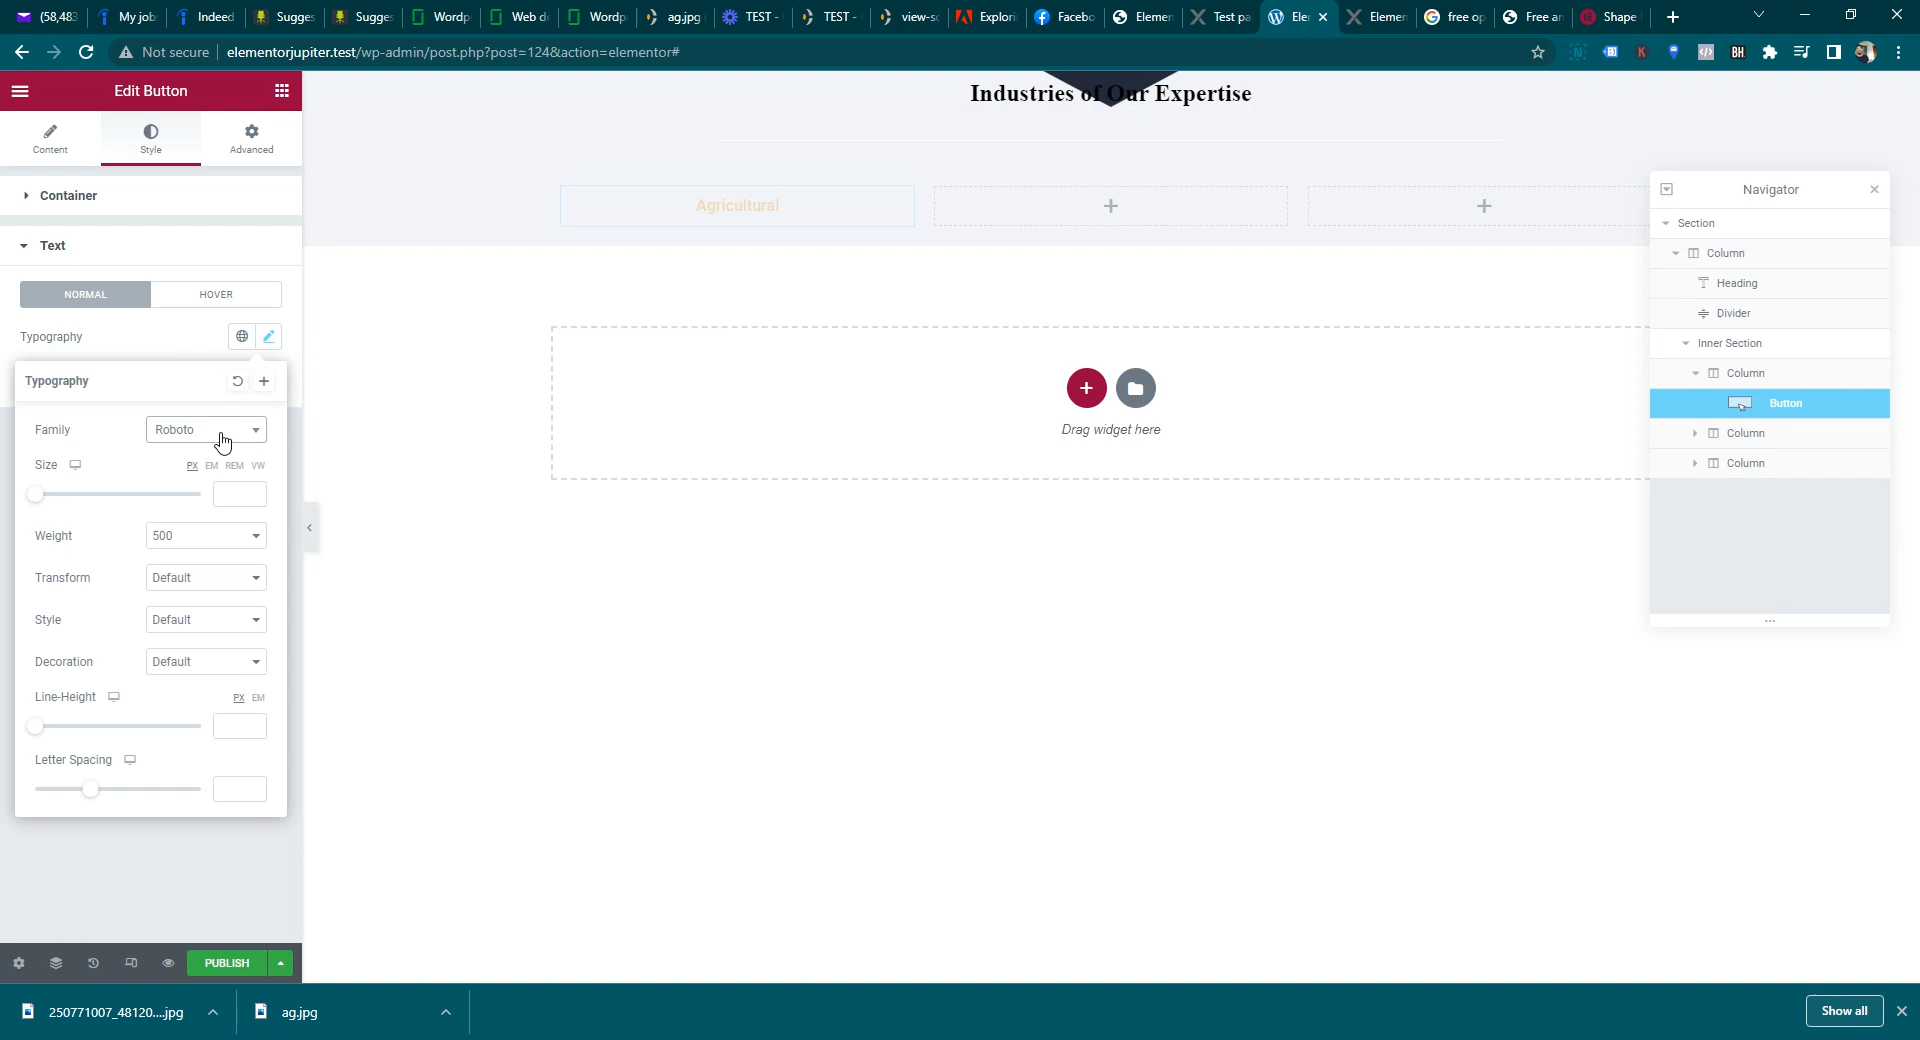 (58,483
My job
Indeed
Sugges
Sugges
Wordp
Web de
Wordp
ag.jpg
TEST -
TEST -
view-so
Explori
Facebo
Elemen
Test pa
Ele
Elemen
free op
Free an
Shape
Not secure
elementorjupiter.test/wp-admin/post.php?post=124&action=elementor#
Edit Button
Content
Style
Advanced
Container
Text
NORMAL
HOVER
Typography
Typography
Family
Roboto
Size
PX EM REM VW
Weight
500
Transform
Default
Style
Default
Decoration
Default
Line-Height
PX EM
Letter Spacing
PUBLISH
Industries of Our Expertise
Agricultural
Drag widget here
Navigator
Section
Column
Heading
Divider
Inner Section
Column
Button
Column
Column
250771007_48120....jpg
ag.jpg
Show all